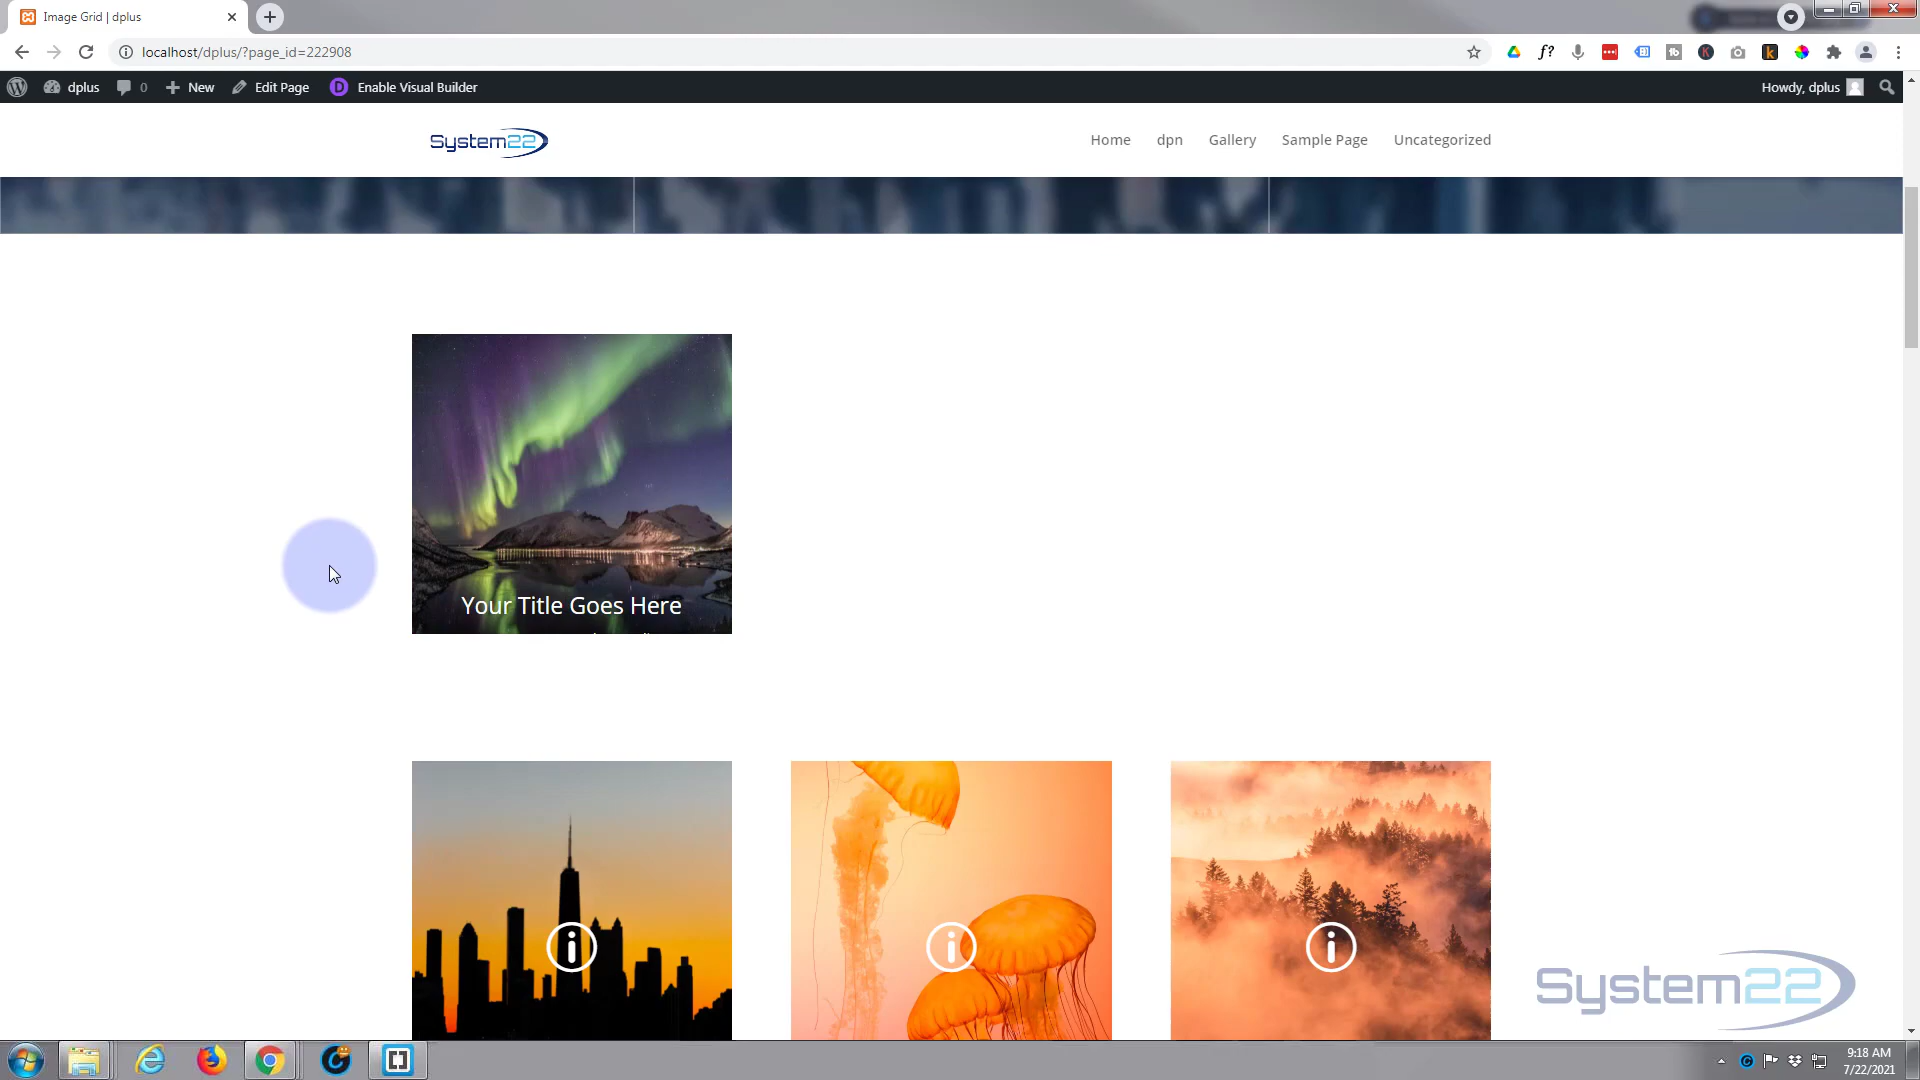 Image Grid | dplus
localhost/dplus/?page_id=222908
dplus
0
New
Edit Page
Enable Visual Builder
Howdy, dplus
System22
Home
dpn
Gallery
Sample Page
Uncategorized
Your Title Goes Here
System22
9:18 AM
7/22/2021